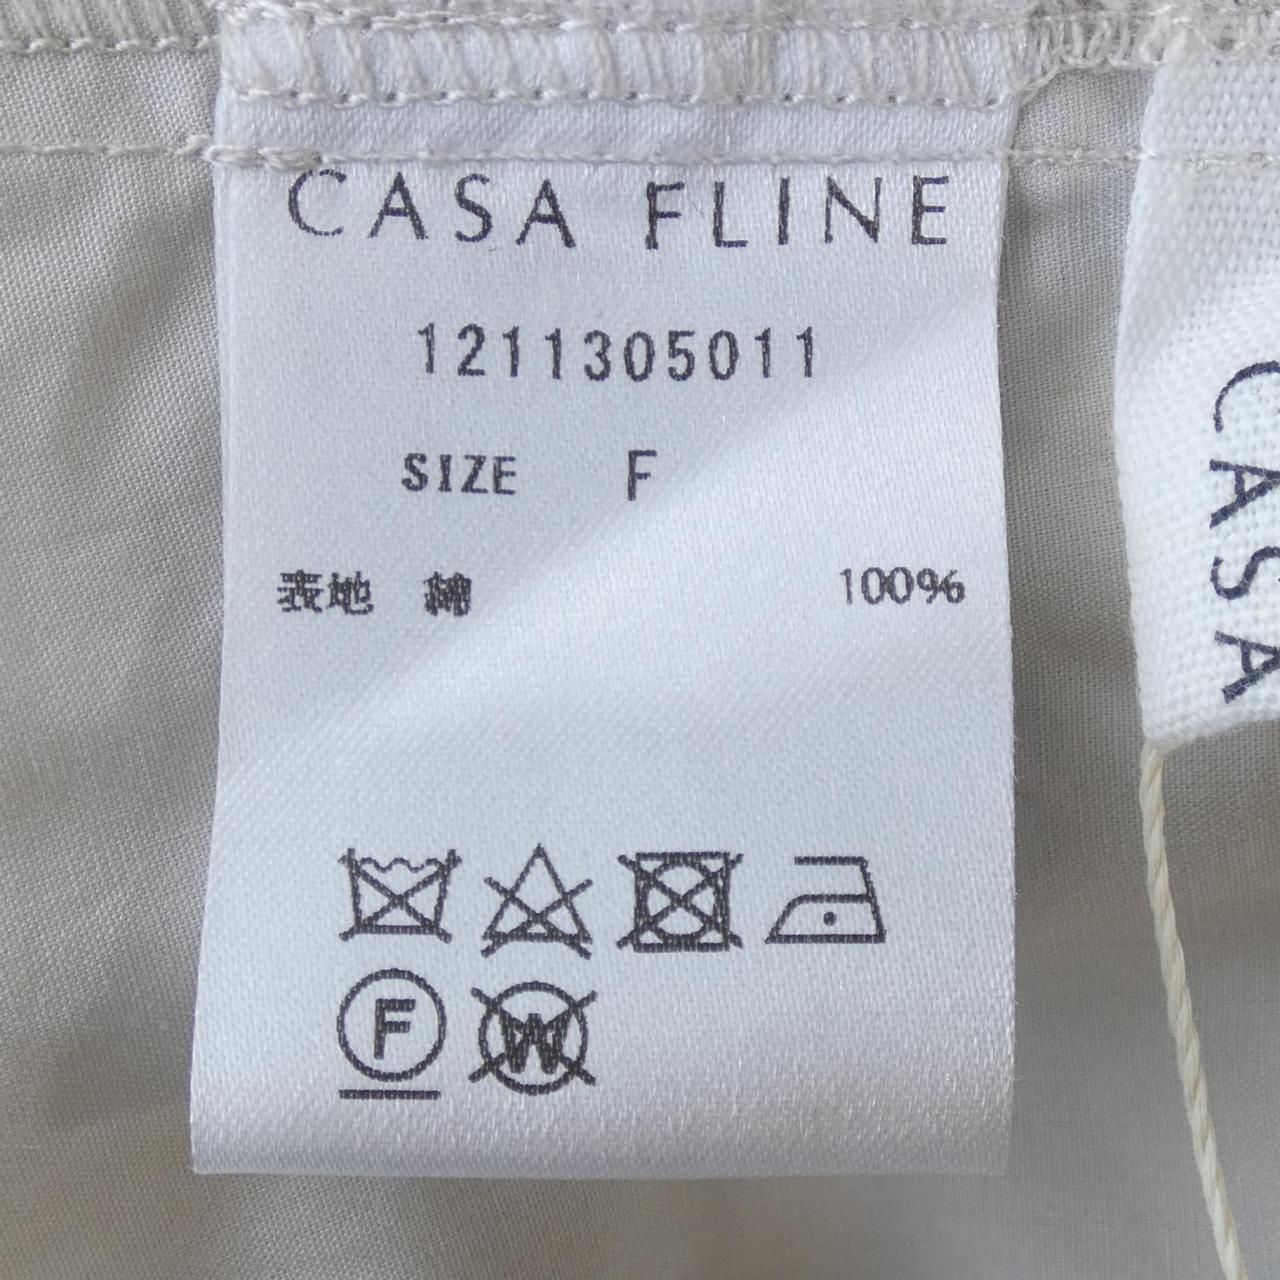 CASA FLINE
1211305011
SIZE F
表地 綿 100%
F
W
CASA